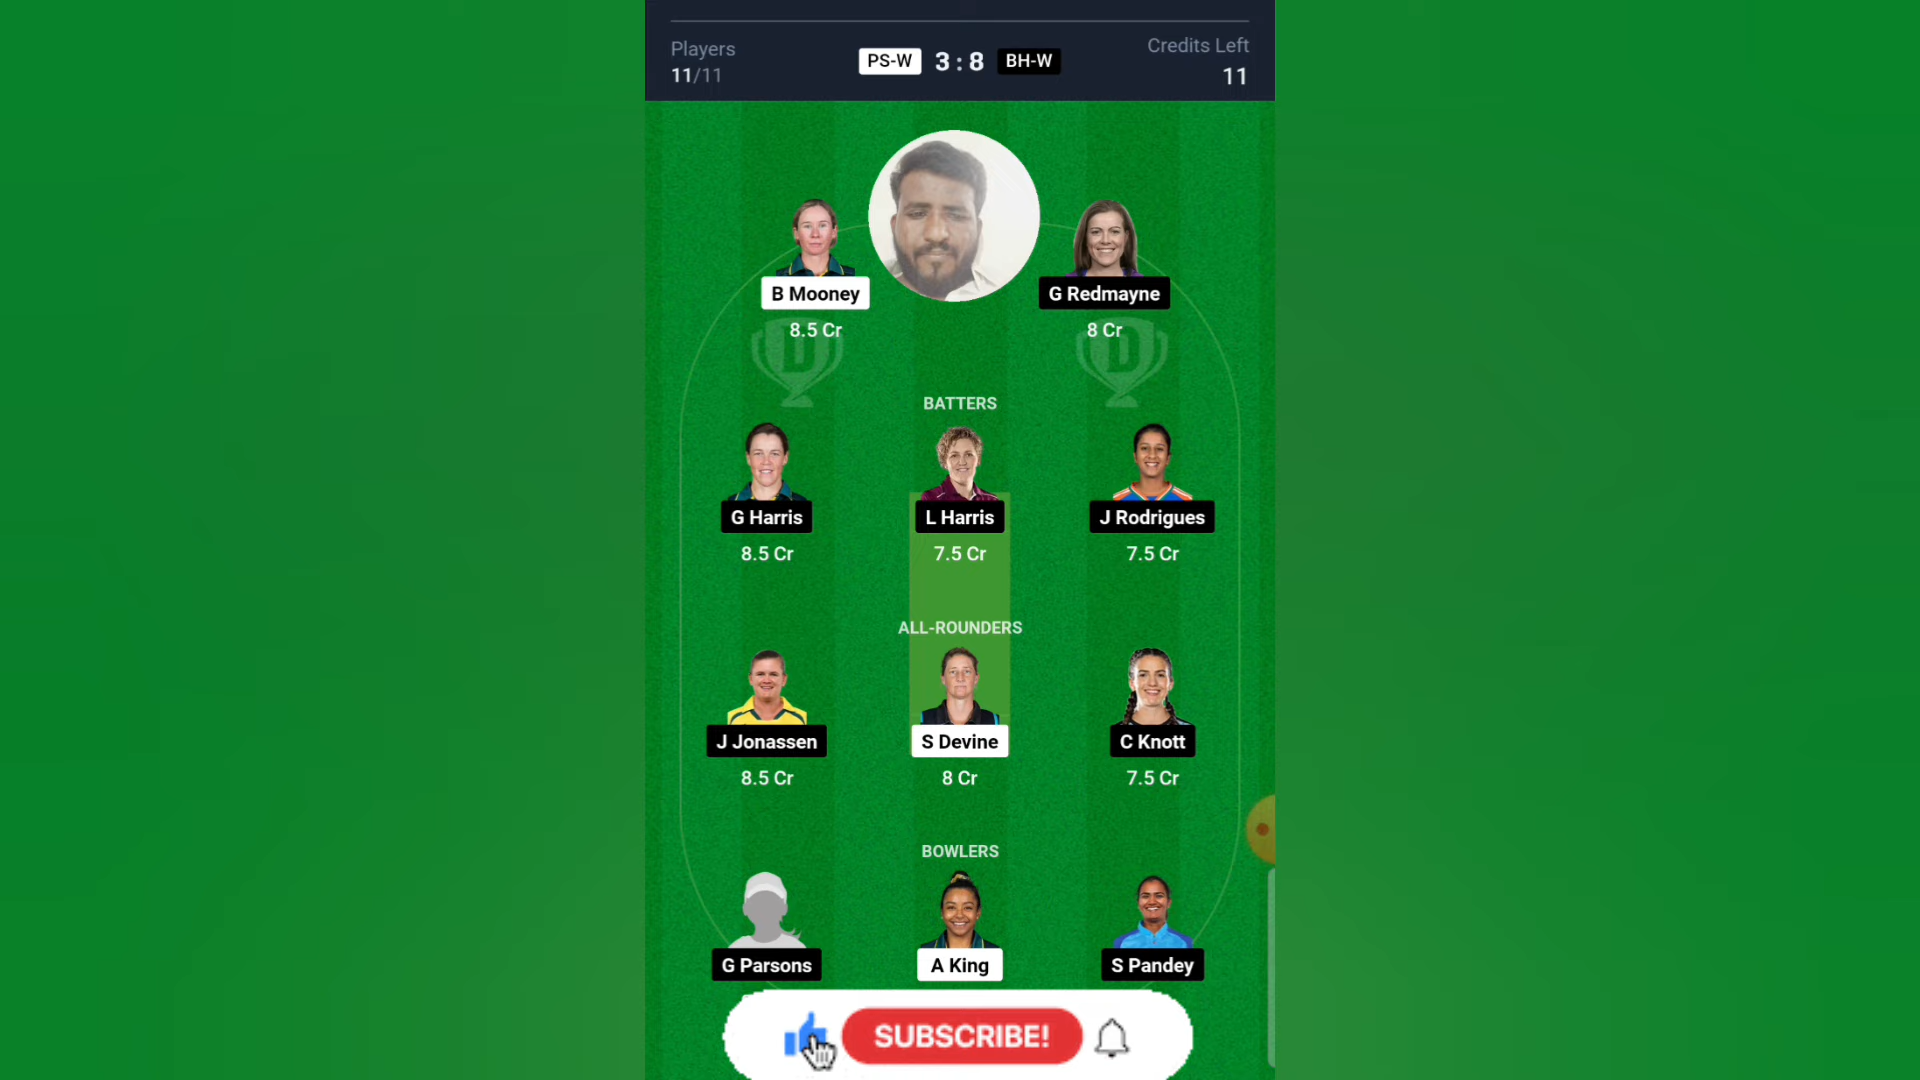 Players
11/11
PS-W 3 : 8 BH-W
Credits Left
11
B Mooney
8.5 Cr
G Redmayne
8 Cr
D
D
BATTERS
G Harris
8.5 Cr
L Harris
7.5 Cr
J Rodrigues
7.5 Cr
ALL-ROUNDERS
J Jonassen
8.5 Cr
S Devine
8 Cr
C Knott
7.5 Cr
BOWLERS
G Parsons
A King
S Pandey
SUBSCRIBE!